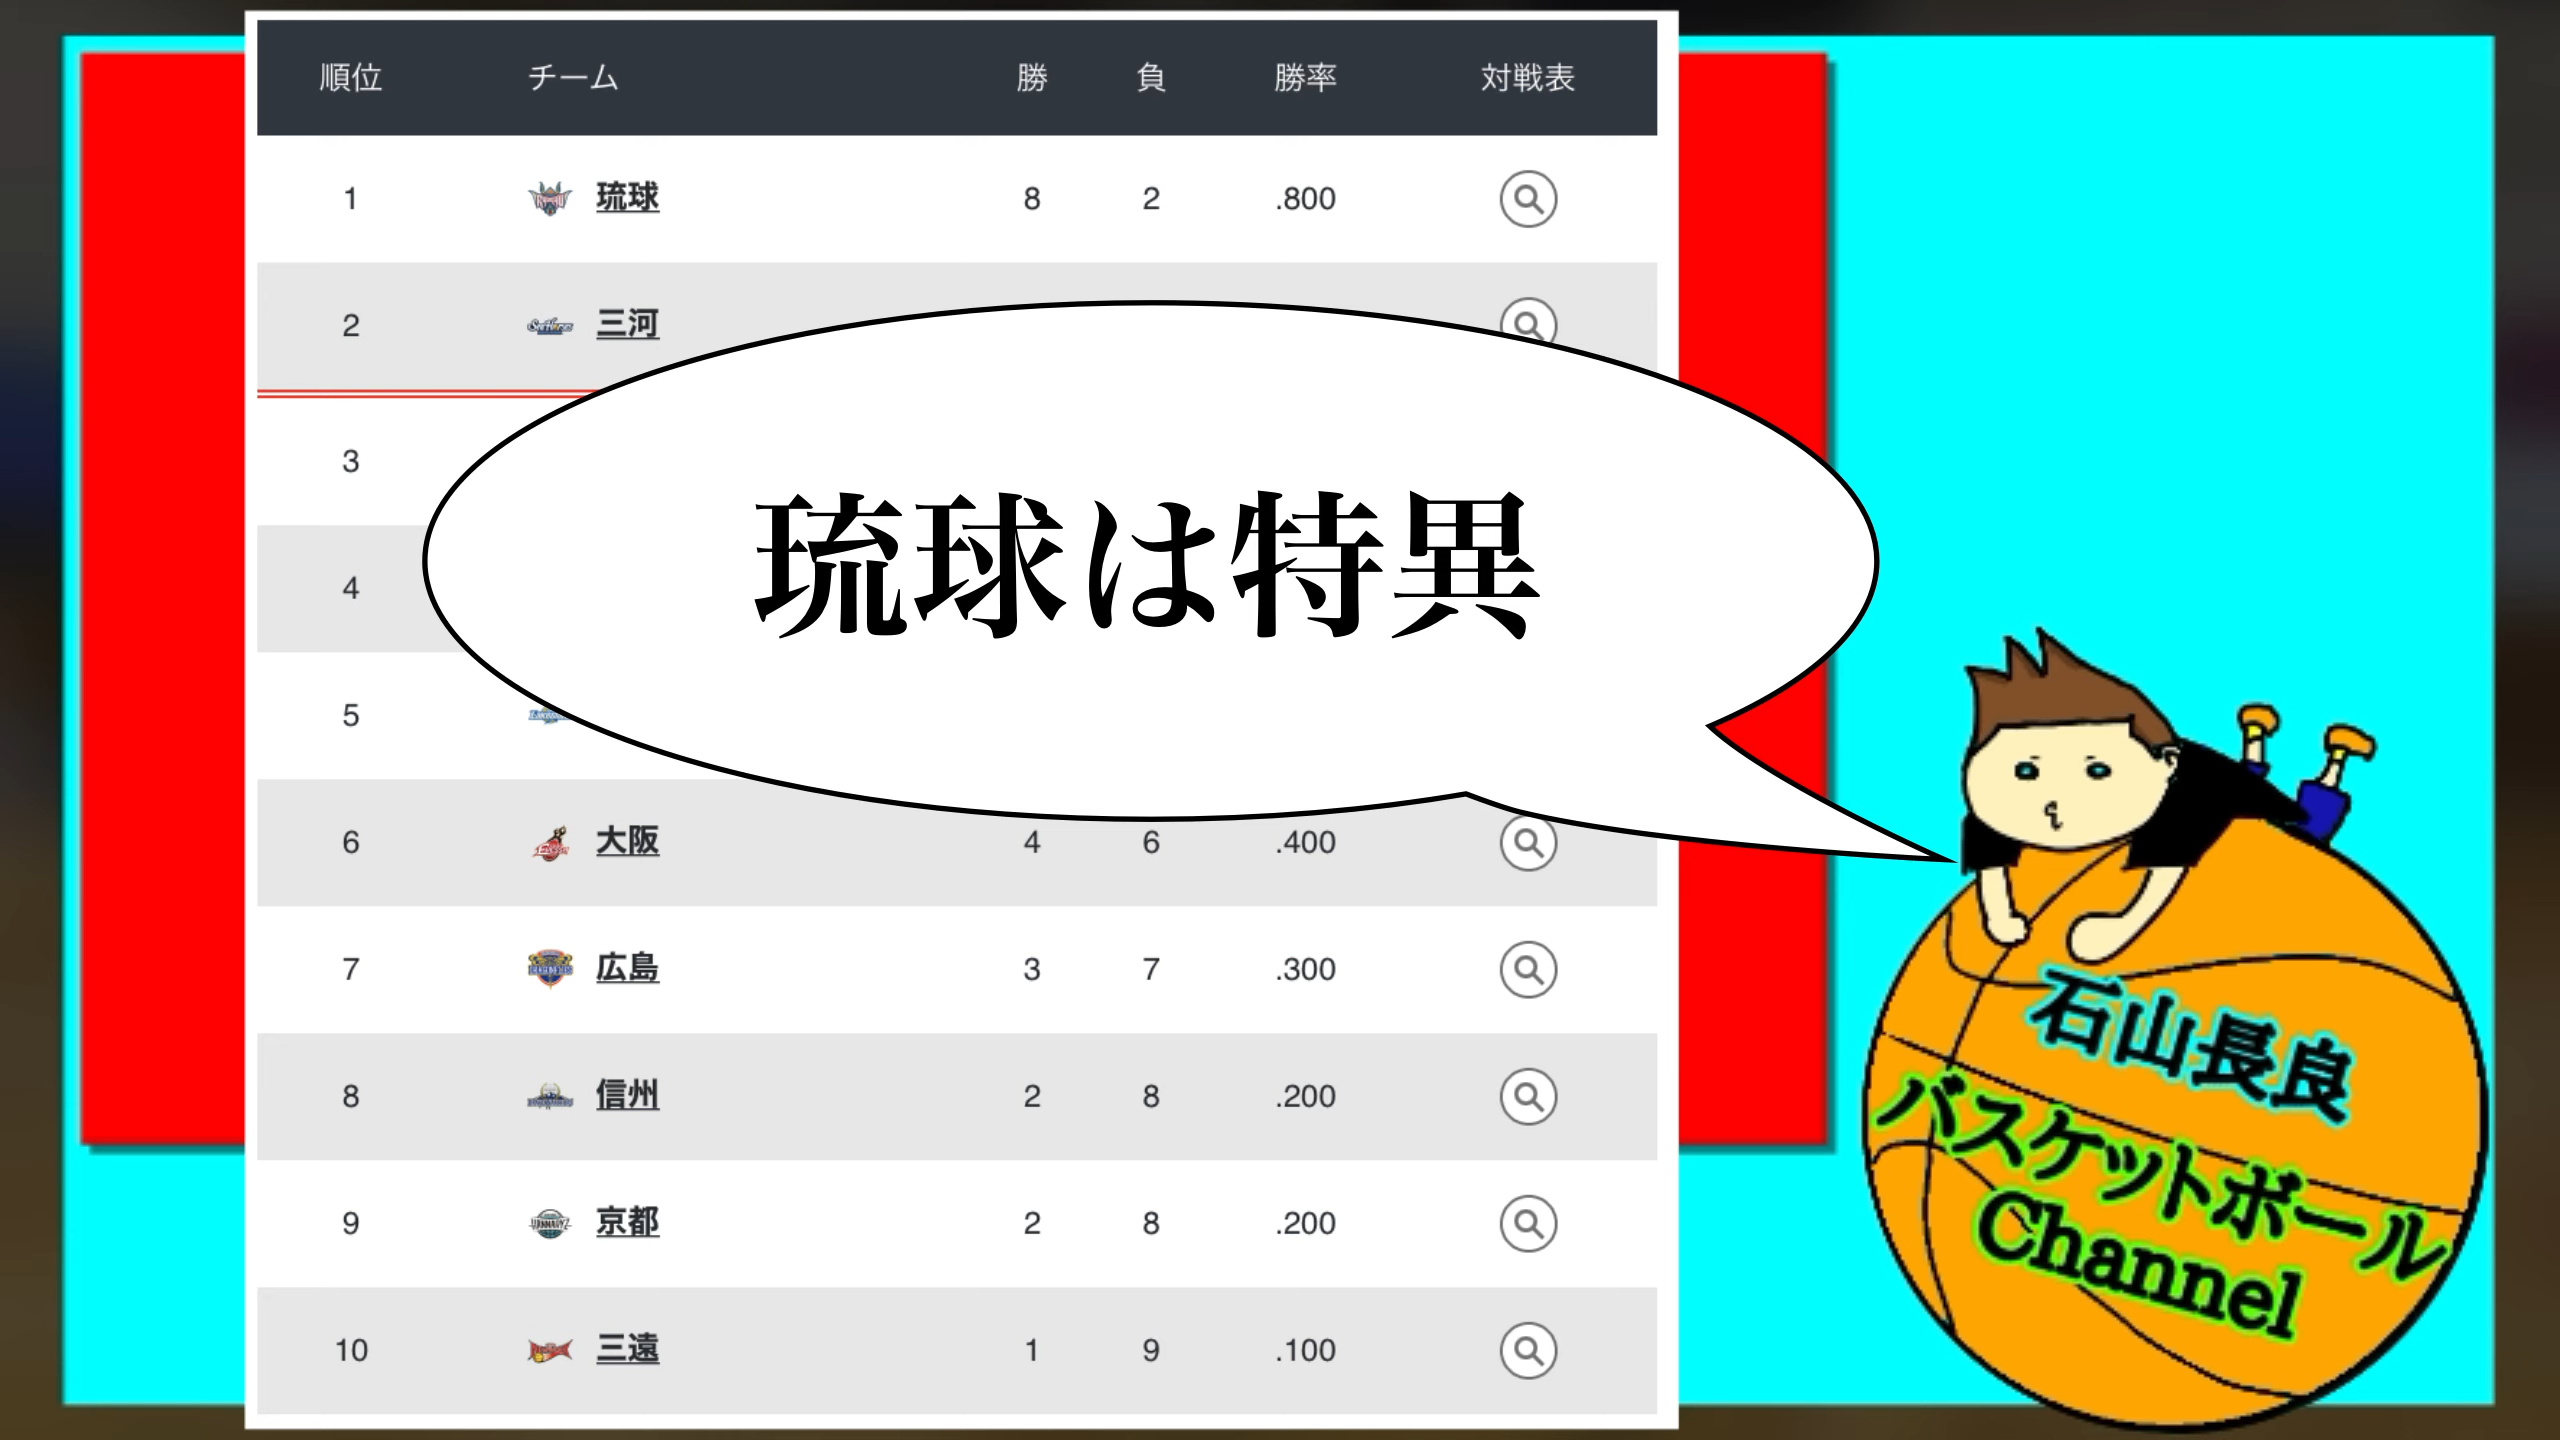 順位 チーム 勝 負 勝率 対戦表
1 琉球 8 2 .800
2 三河
3
4
琉球は特異
5
6 大阪 4 6 .400
7 広島 3 7 .300
8 信州 2 8 .200
9 京都 2 8 .200
10 三遠 1 9 .100
石山長良
バスケットボール
Channel